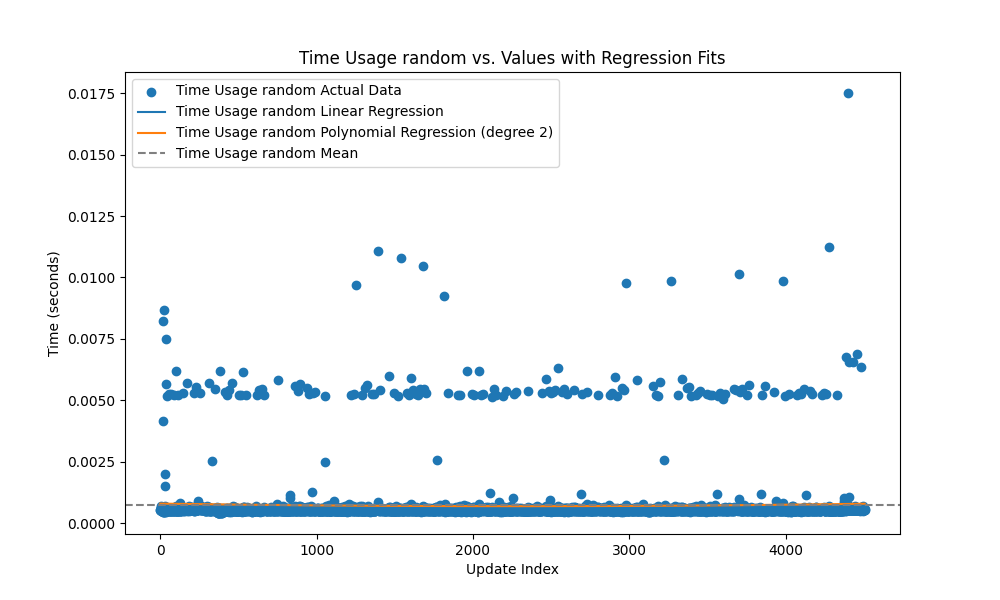 Time Usage random vs. Values with Regression Fits
Time Usage random Actual Data
Time Usage random Linear Regression
Time Usage random Polynomial Regression (degree 2)
Time Usage random Mean
Time (seconds)
0.0175
0.0150
0.0125
0.0100
0.0075
0.0050
0.0025
0.0000
0 1000 2000 3000 4000
Update Index